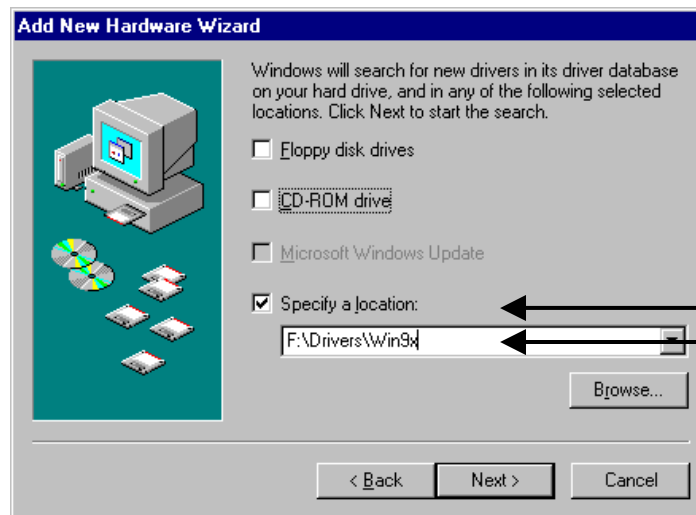 Add New Hardware Wizard
Windows will search for new drivers in its driver database
on your hard drive, and in any of the following selected
locations. Click Next to start the search.
Floppy disk drives
CD-ROM drive
Microsoft Windows Update
Specify a location:
F:\Drivers\Win9x
Browse...
< Back
Next >
Cancel